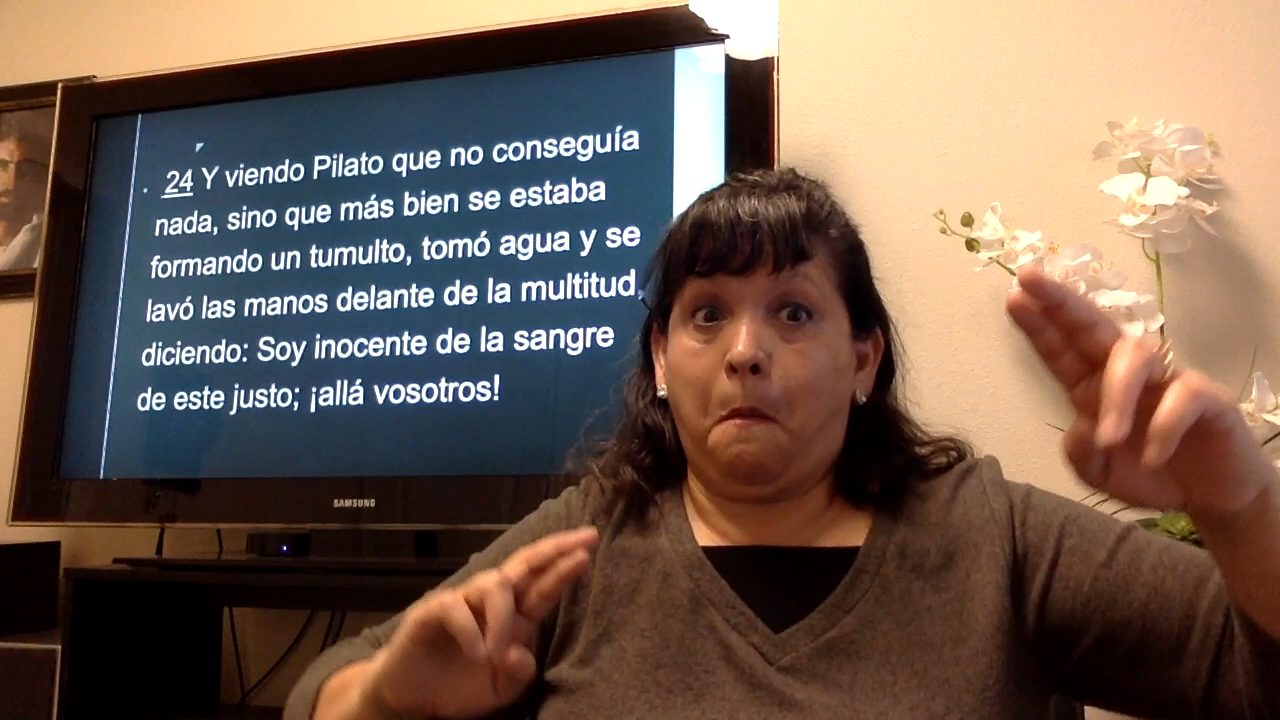 24 Y viendo Pilato que no conseguía
nada, sino que más bien se estaba
formando un tumulto, tomó agua y se
lavó las manos delante de la multitud,
diciendo: Soy inocente de la sangre
de este justo; ¡allá vosotros!
SAMSUNG